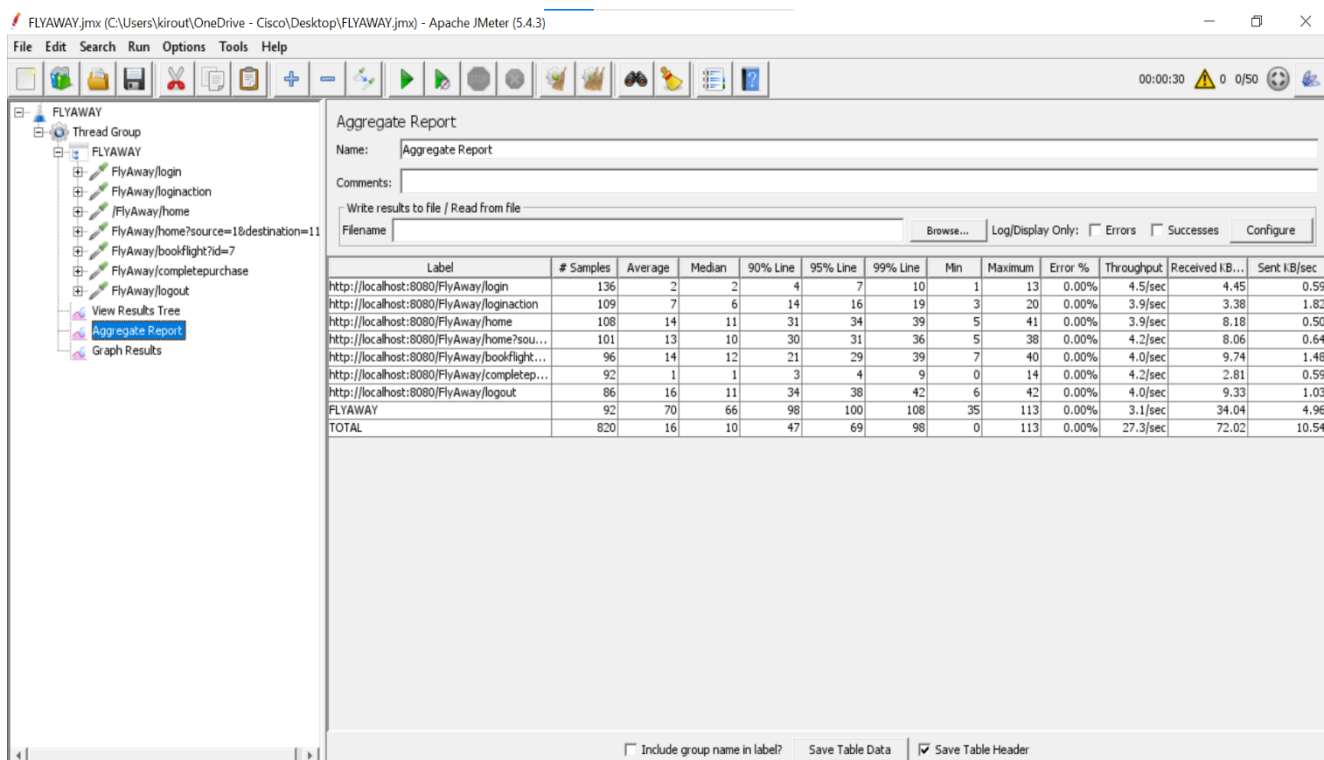 FLYAWAY.jmx (C:\Users\kirout\OneDrive - Cisco\Desktop\FLYAWAY.jmx) - Apache JMeter (5.4.3)
File Edit Search Run Options Tools Help
00:00:30 0 0/50
FLYAWAY
Thread Group
FLYAWAY
FlyAway/login
FlyAway/loginaction
/FlyAway/home
FlyAway/home?source=1&destination=11
FlyAway/bookflight?id=7
FlyAway/completepurchase
FlyAway/logout
View Results Tree
Aggregate Report
Graph Results
Aggregate Report
Name: Aggregate Report
Comments:
Write results to file / Read from file
Filename Browse... Log/Display Only: Errors Successes Configure
Label # Samples Average Median 90% Line 95% Line 99% Line Min Maximum Error % Throughput Received KB... Sent KB/sec
http://localhost:8080/FlyAway/login 136 2 2 4 7 10 1 13 0.00% 4.5/sec 4.45 0.59
http://localhost:8080/FlyAway/loginaction 109 7 6 14 16 19 3 20 0.00% 3.9/sec 3.38 1.82
http://localhost:8080/FlyAway/home 108 14 11 31 34 39 5 41 0.00% 3.9/sec 8.18 0.50
http://localhost:8080/FlyAway/home?sou... 101 13 10 30 31 36 5 38 0.00% 4.2/sec 8.06 0.64
http://localhost:8080/FlyAway/bookflight... 96 14 12 21 29 39 7 40 0.00% 4.0/sec 9.74 1.48
http://localhost:8080/FlyAway/completep... 92 1 1 3 4 9 0 14 0.00% 4.2/sec 2.81 0.59
http://localhost:8080/FlyAway/logout 86 16 11 34 38 42 6 42 0.00% 4.0/sec 9.33 1.03
FLYAWAY 92 70 66 98 100 108 35 113 0.00% 3.1/sec 34.04 4.96
TOTAL 820 16 10 47 69 98 0 113 0.00% 27.3/sec 72.02 10.54
Include group name in label? Save Table Data Save Table Header